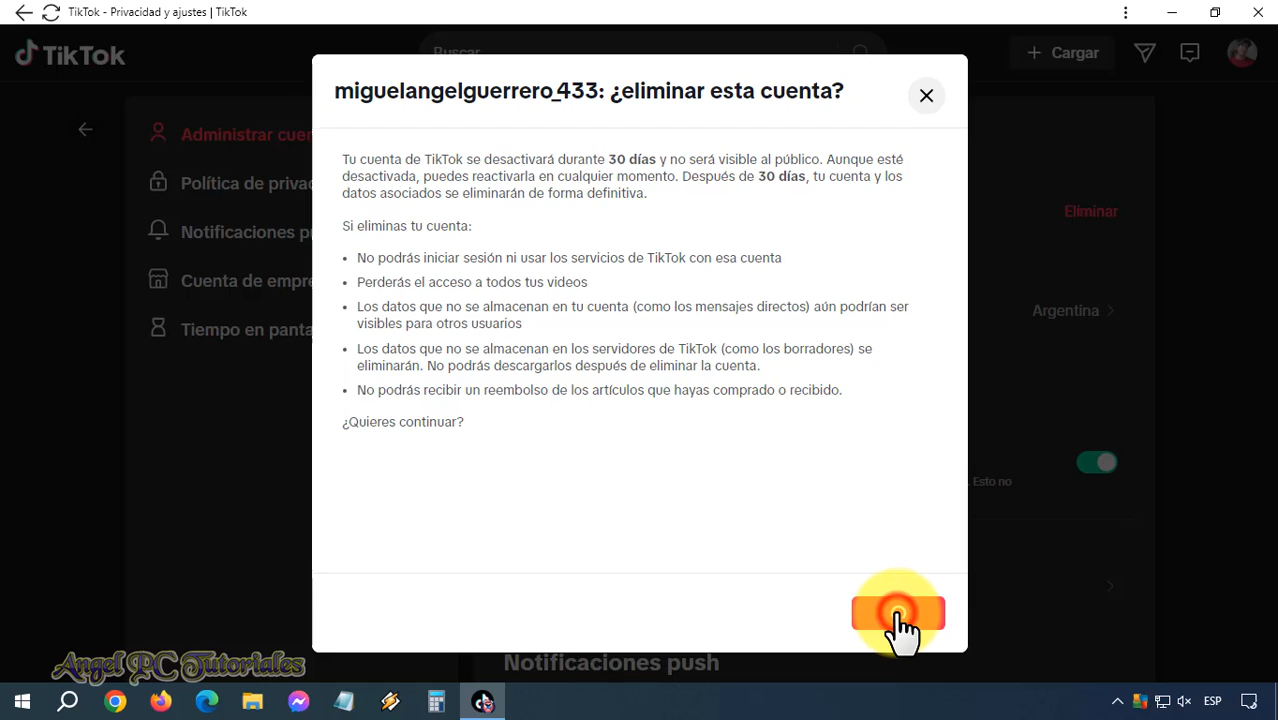 TikTok - Privacidad y ajustes | TikTok
TikTok
Buscar
Cargar
miguelangelguerrero_433: ¿eliminar esta cuenta?
Administrar cuen
Política de privac
Notificaciones p
Cuenta de empre
Tiempo en panta
Tu cuenta de TikTok se desactivará durante 30 días y no será visible al público. Aunque esté
desactivada, puedes reactivarla en cualquier momento. Después de 30 días, tu cuenta y los
datos asociados se eliminarán de forma definitiva.
Si eliminas tu cuenta:
• No podrás iniciar sesión ni usar los servicios de TikTok con esa cuenta
• Perderás el acceso a todos tus videos
• Los datos que no se almacenan en tu cuenta (como los mensajes directos) aún podrían ser
visibles para otros usuarios
• Los datos que no se almacenan en los servidores de TikTok (como los borradores) se
eliminarán. No podrás descargarlos después de eliminar la cuenta.
• No podrás recibir un reembolso de los artículos que hayas comprado o recibido.
¿Quieres continuar?
Eliminar
Argentina
. Esto no
Notificaciones push
Angel PC Tutoriales
ESP